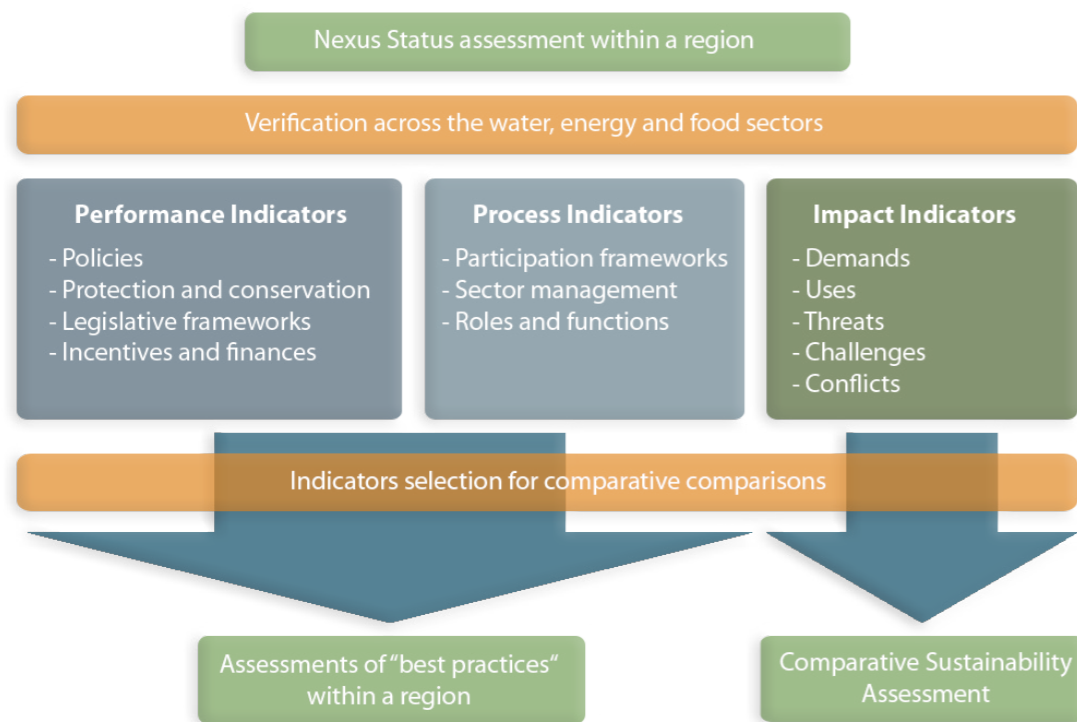 Nexus Status assessment within a region
Verification across the water, energy and food sectors
Performance Indicators
- Policies
- Protection and conservation
- Legislative frameworks
- Incentives and finances
Process Indicators
- Participation frameworks
- Sector management
- Roles and functions
Impact Indicators
- Demands
- Uses
- Threats
- Challenges
- Conflicts
Indicators selection for comparative comparisons
Assessments of “best practices“
within a region
Comparative Sustainability
Assessment